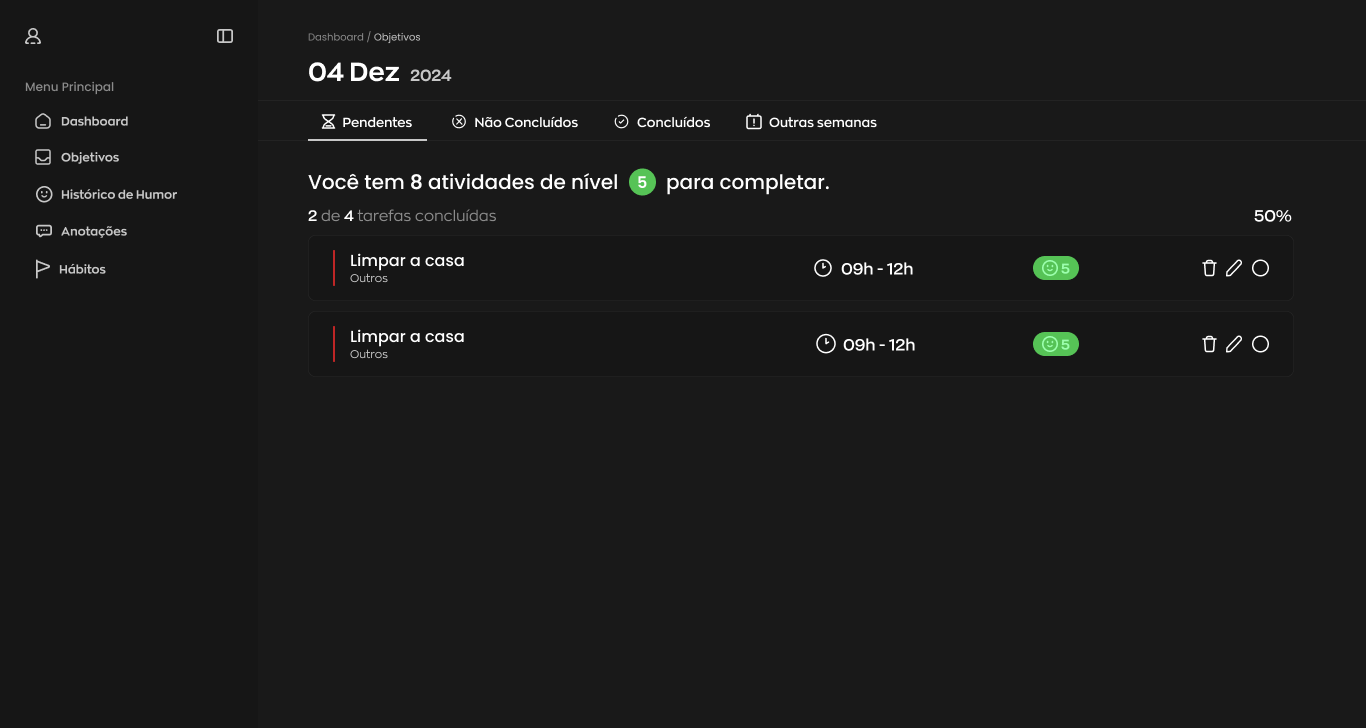 Menu Principal
Dashboard
Objetivos
Histórico de Humor
Anotações
Hábitos
Dashboard / Objetivos
04 Dez 2024
Pendentes Não Concluídos Concluídos Outras semanas
Você tem 8 atividades de nível 5 para completar.
2 de 4 tarefas concluídas 50%
Limpar a casa
Outros
09h - 12h
5
Limpar a casa
Outros
09h - 12h
5